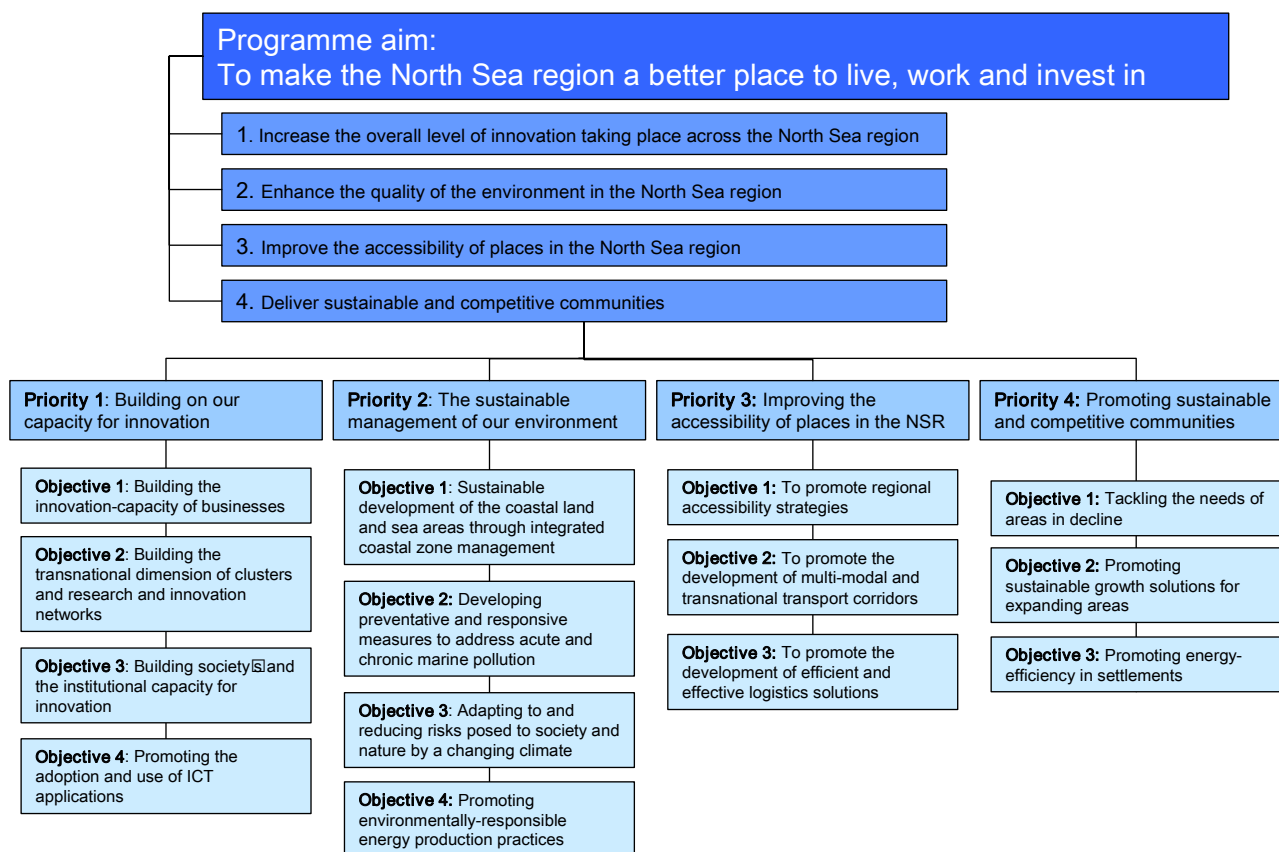 Programme aim:
To make the North Sea region a better place to live, work and invest in
1. Increase the overall level of innovation taking place across the North Sea region
2. Enhance the quality of the environment in the North Sea region
3. Improve the accessibility of places in the North Sea region
4. Deliver sustainable and competitive communities
Priority 1: Building on our
capacity for innovation
Objective 1: Building the
innovation-capacity of businesses
Objective 2: Building the
transnational dimension of clusters
and research and innovation
networks
Objective 3: Building society and
the institutional capacity for
innovation
Objective 4: Promoting the
adoption and use of ICT
applications
Priority 2: The sustainable
management of our environment
Objective 1: Sustainable
development of the coastal land
and sea areas through integrated
coastal zone management
Objective 2: Developing
preventative and responsive
measures to address acute and
chronic marine pollution
Objective 3: Adapting to and
reducing risks posed to society and
nature by a changing climate
Objective 4: Promoting
environmentally-responsible
energy production practices
Priority 3: Improving the
accessibility of places in the NSR
Objective 1: To promote regional
accessibility strategies
Objective 2: To promote the
development of multi-modal and
transnational transport corridors
Objective 3: To promote the
development of efficient and
effective logistics solutions
Priority 4: Promoting sustainable
and competitive communities
Objective 1: Tackling the needs of
areas in decline
Objective 2: Promoting
sustainable growth solutions for
expanding areas
Objective 3: Promoting energy-
efficiency in settlements